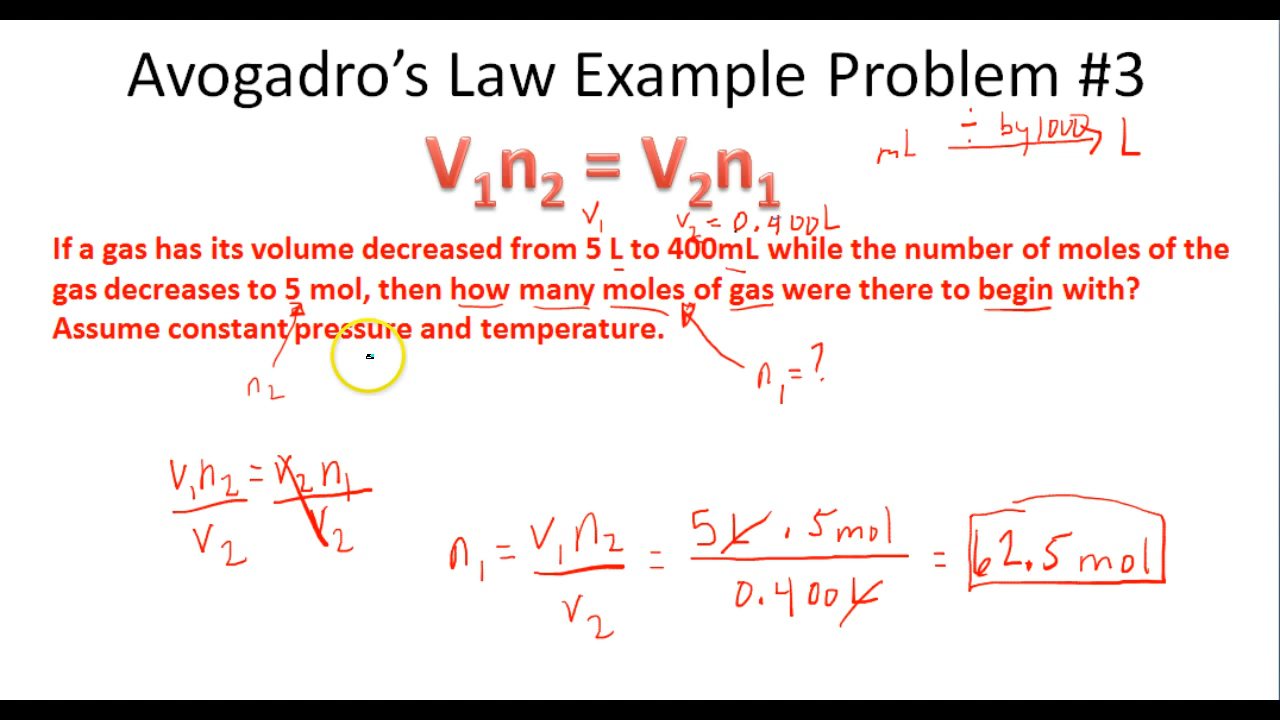 Avogadro's Law Example Problem #3
mL ÷ by 1000 → L
V₁n₂ = V₂n₁
V₁ V₂ = 0.400L
If a gas has its volume decreased from 5 L to 400mL while the number of moles of the
gas decreases to 5 mol, then how many moles of gas were there to begin with?
Assume constant pressure and temperature.
n₂ n₁ = ?
V₁n₂ = V₂n₁
V₂ V₂
n₁ = V₁n₂ = 5L . 5mol = 62.5 mol
V₂ 0.400L